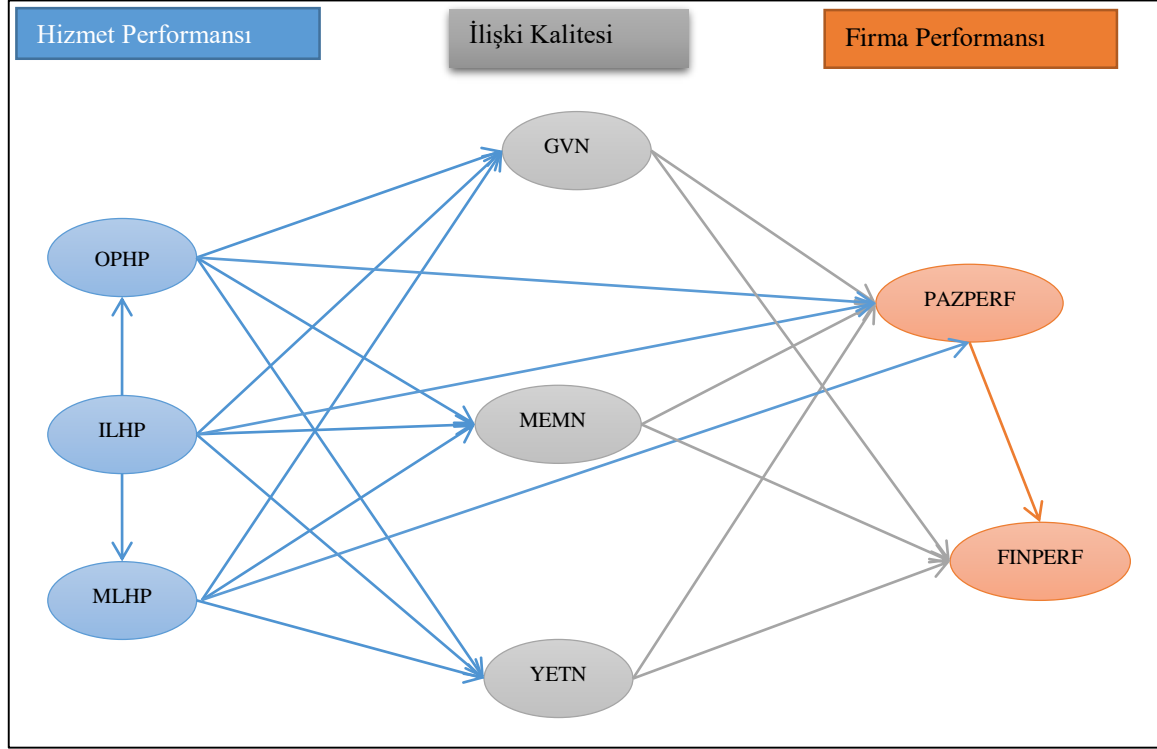 Hizmet Performansı
İlişki Kalitesi
Firma Performansı
GVN
OPHP
PAZPERF
MEMN
ILHP
FINPERF
MLHP
YETN